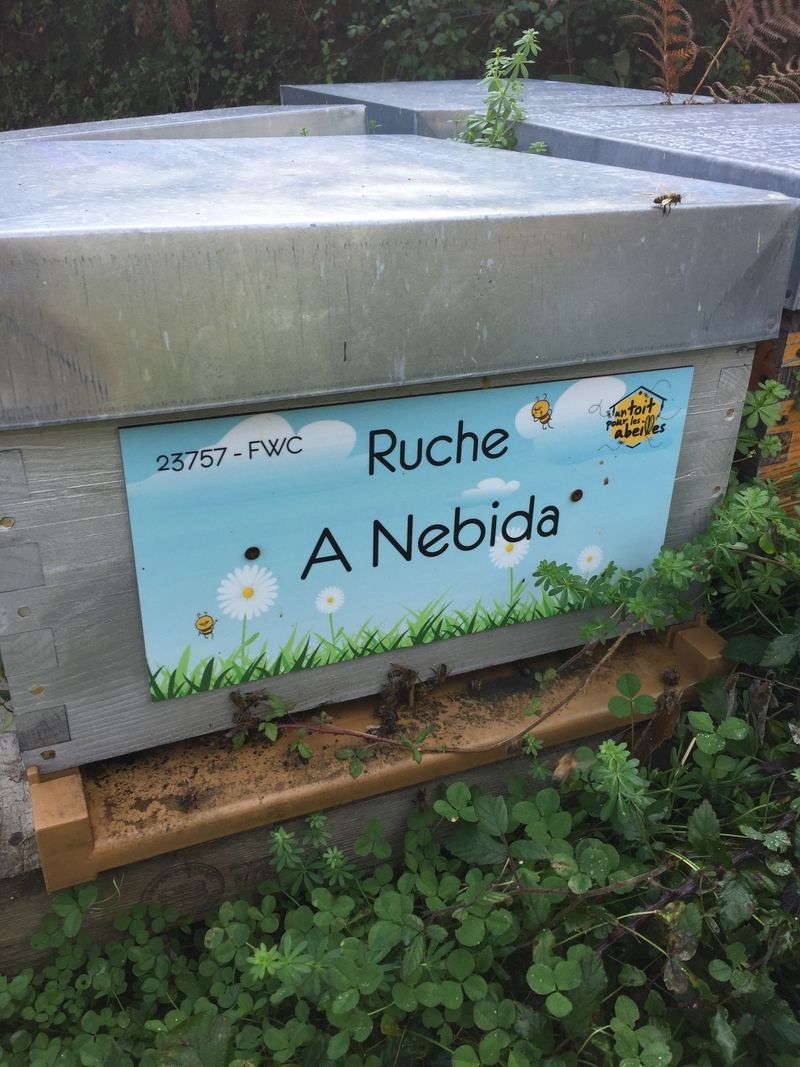 23757 - FWC
Ruche
A Nebida
un toit
pour les
abeilles